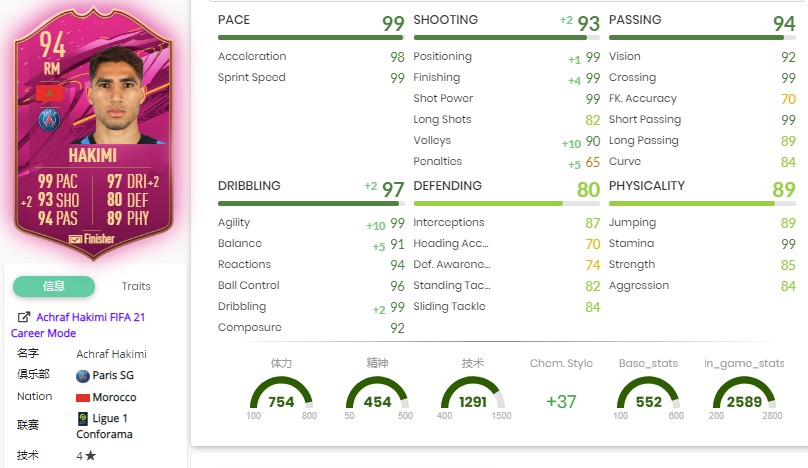 94
RM
HAKIMI
99 PAC 97 DRI+2
+2 93 SHO 80 DEF
94 PAS 89 PHY
Finisher
信息 Traits
Achraf Hakimi FIFA 21
Career Mode
名字 Achraf Hakimi
俱乐部 Paris SG
Nation Morocco
联赛 Ligue 1
Conforama
技术 4★
PACE 99
Acceleration 98
Sprint Speed 99
SHOOTING +2 93
Positioning +1 99
Finishing +4 99
Shot Power 99
Long Shots 82
Volleys +10 90
Penalties +5 65
PASSING 94
Vision 92
Crossing 99
FK. Accuracy 70
Short Passing 99
Long Passing 89
Curve 84
DRIBBLING +2 97
Agility +10 99
Balance +5 91
Reactions 94
Ball Control 96
Dribbling +2 99
Composure 92
DEFENDING 80
Interceptions 87
Heading Acc... 70
Def. Awarene... 74
Standing Tac... 82
Sliding Tackle 84
PHYSICALITY 89
Jumping 89
Stamina 99
Strength 85
Aggression 84
体力 精神 技术 Chem. Style Base_stats In_game_stats
754 454 1291 +37 552 2589
100 800 50 500 400 1500 100 600 200 2800